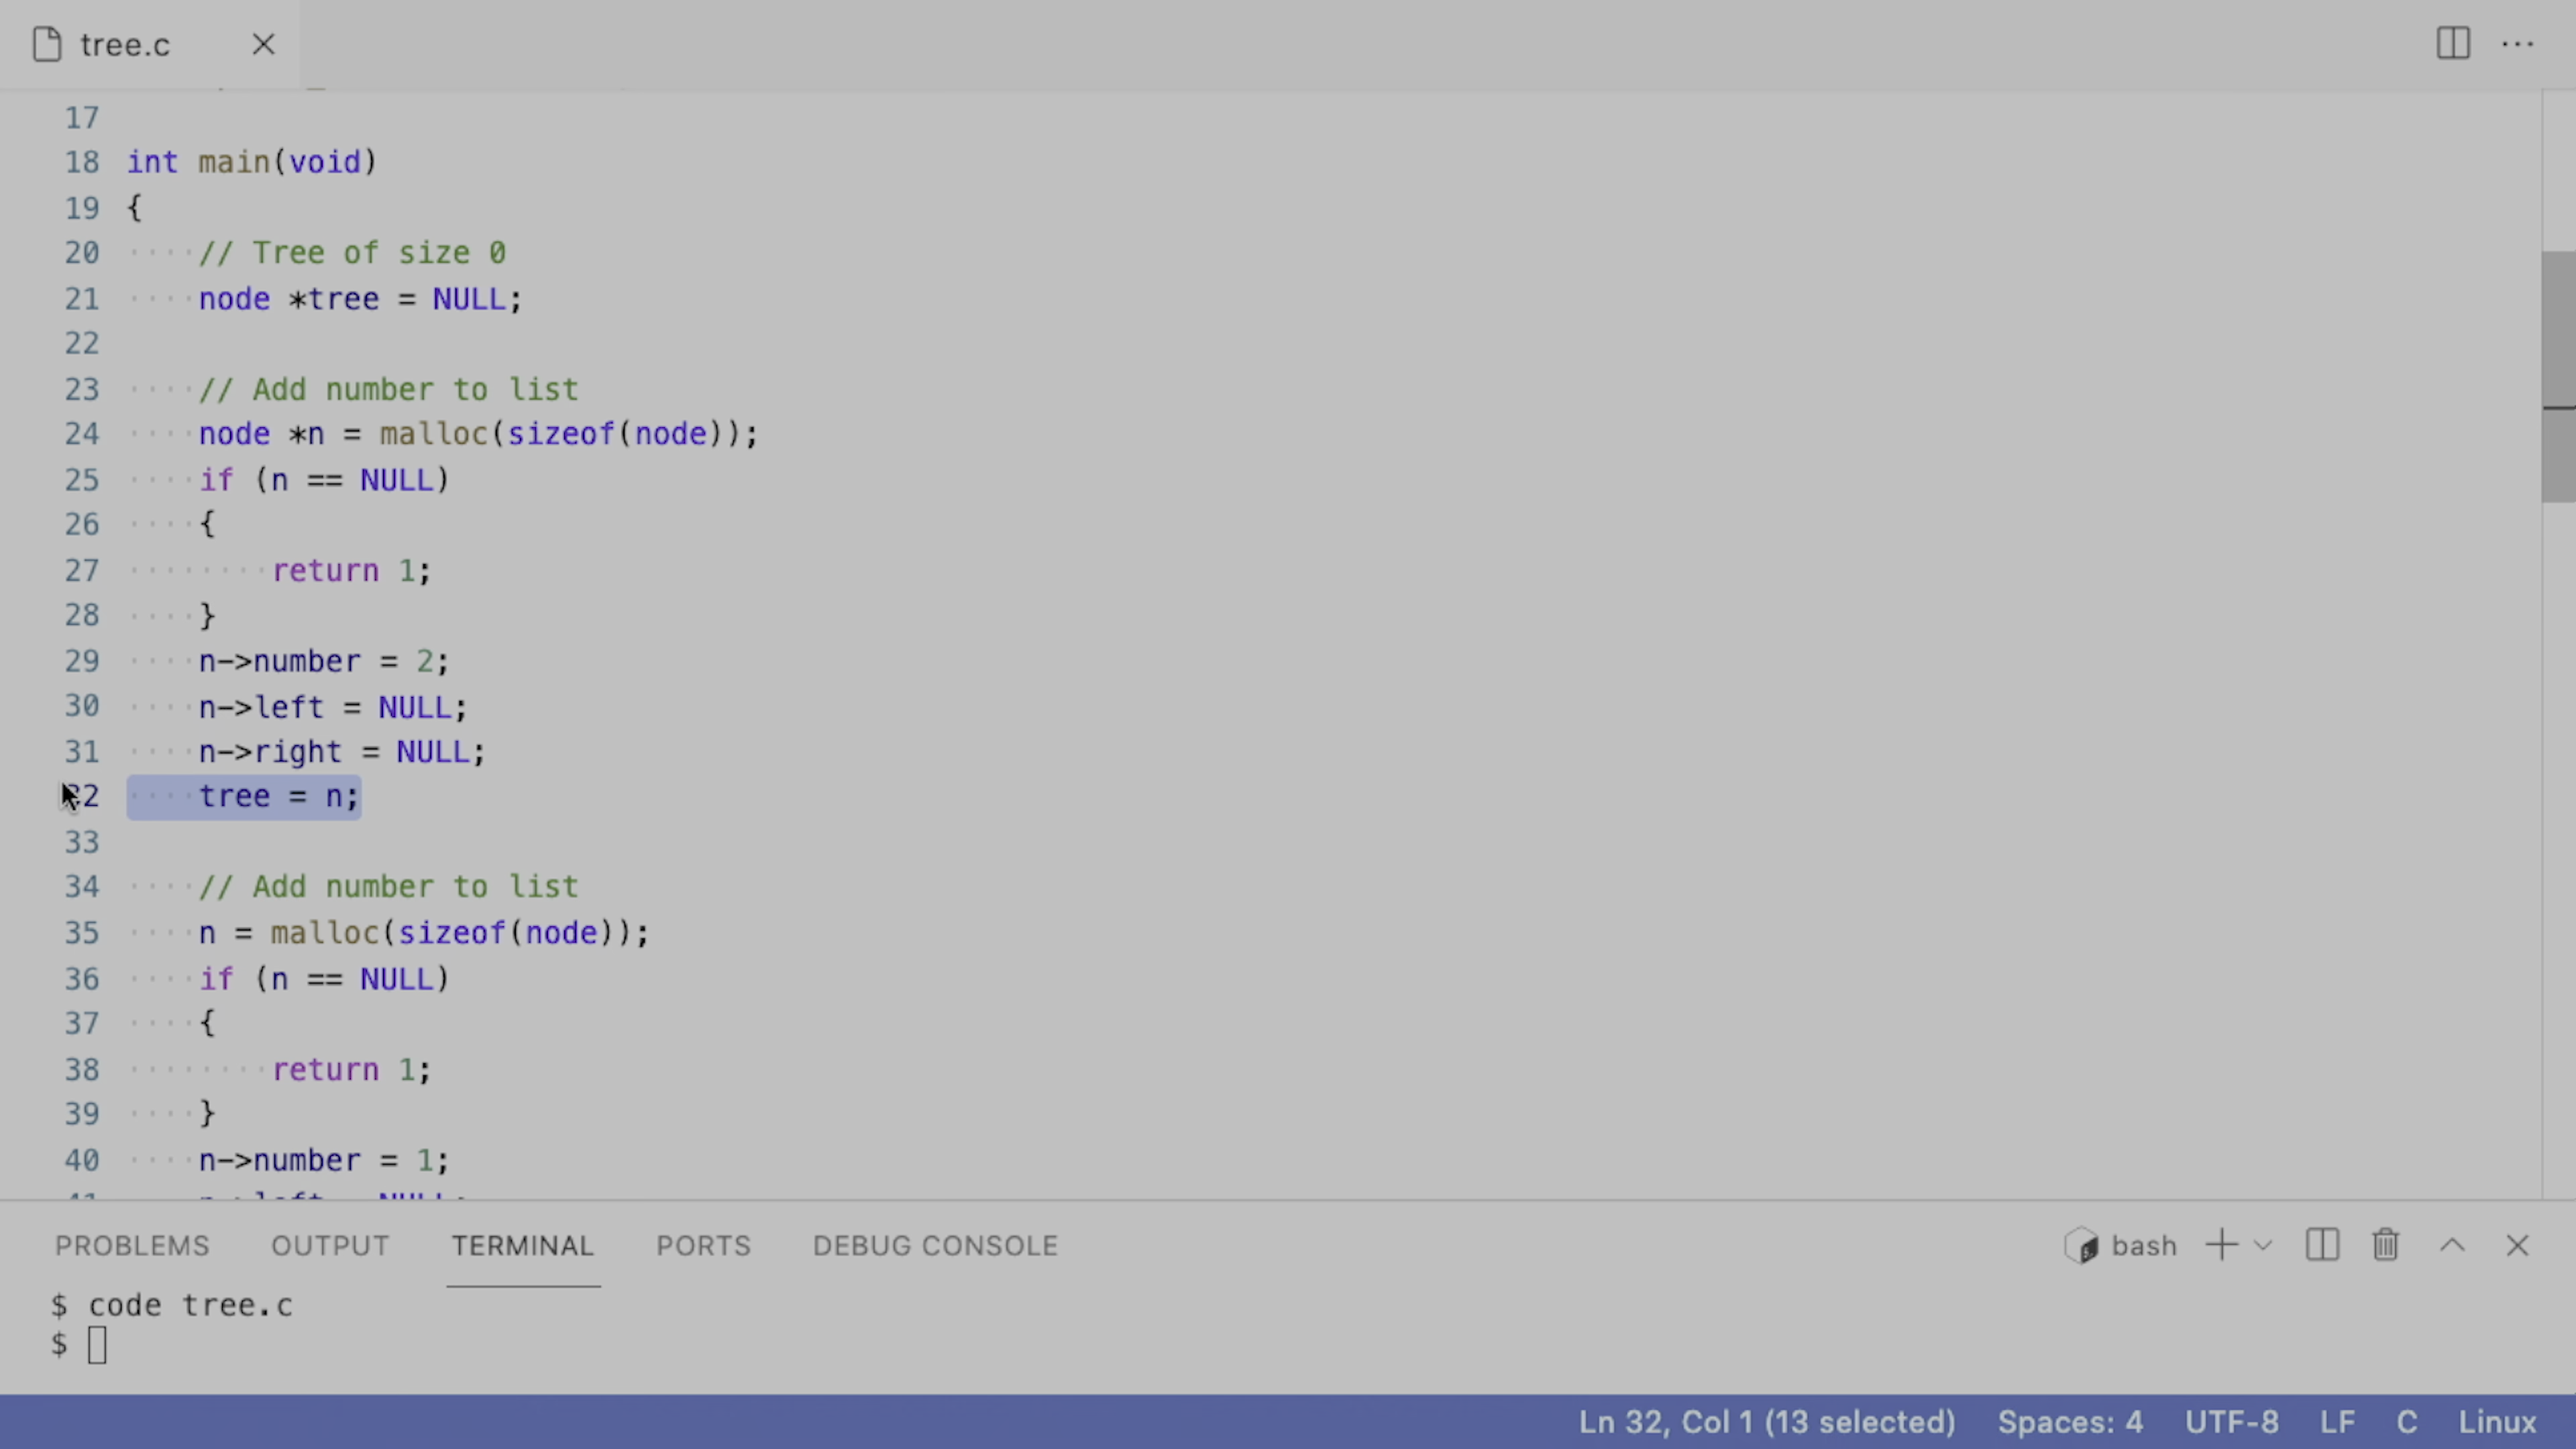 tree.c
17
18 int main(void)
19 {
20 // Tree of size 0
21 node *tree = NULL;
22
23 // Add number to list
24 node *n = malloc(sizeof(node));
25 if (n == NULL)
26 {
27 return 1;
28 }
29 n->number = 2;
30 n->left = NULL;
31 n->right = NULL;
32 tree = n;
33
34 // Add number to list
35 n = malloc(sizeof(node));
36 if (n == NULL)
37 {
38 return 1;
39 }
40 n->number = 1;
41 n->left = NULL;
PROBLEMS OUTPUT TERMINAL PORTS DEBUG CONSOLE bash
$ code tree.c
$
Ln 32, Col 1 (13 selected) Spaces: 4 UTF-8 LF C Linux